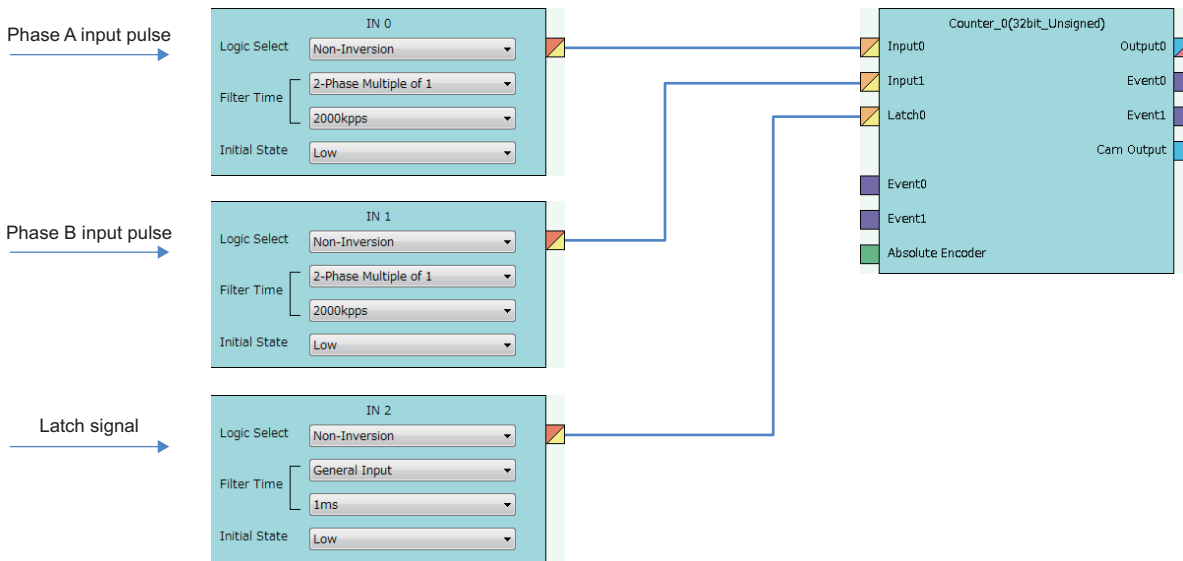 Phase A input pulse
IN 0
Logic Select
Non-Inversion
Filter Time
2-Phase Multiple of 1
2000kpps
Initial State
Low
Phase B input pulse
IN 1
Logic Select
Non-Inversion
Filter Time
2-Phase Multiple of 1
2000kpps
Initial State
Low
Latch signal
IN 2
Logic Select
Non-Inversion
Filter Time
General Input
1ms
Initial State
Low
Counter_0(32bit_Unsigned)
Input0
Output0
Input1
Event0
Latch0
Event1
Cam Output
Event0
Event1
Absolute Encoder